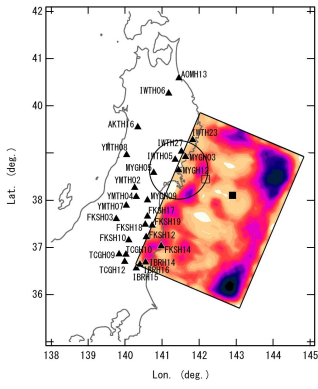 42
41
AOMH13
IWTH06
40
AKTH16
IWTH23
YMTH08
IWTH27
39
IWTH05
MYGH03
MYGH05
MYGH12
YMTH02
YMTH04
MYGH09
38
YMTH07
FKSH17
FKSH03
FKSH19
FKSH18
FKSH12
FKSH10
37
TCGH10
FKSH14
TCGH09
IBRH14
TCGH12
IBRH16
IBRH15
36
Lat. (deg.)
138 139 140 141 142 143 144 145
Lon. (deg.)